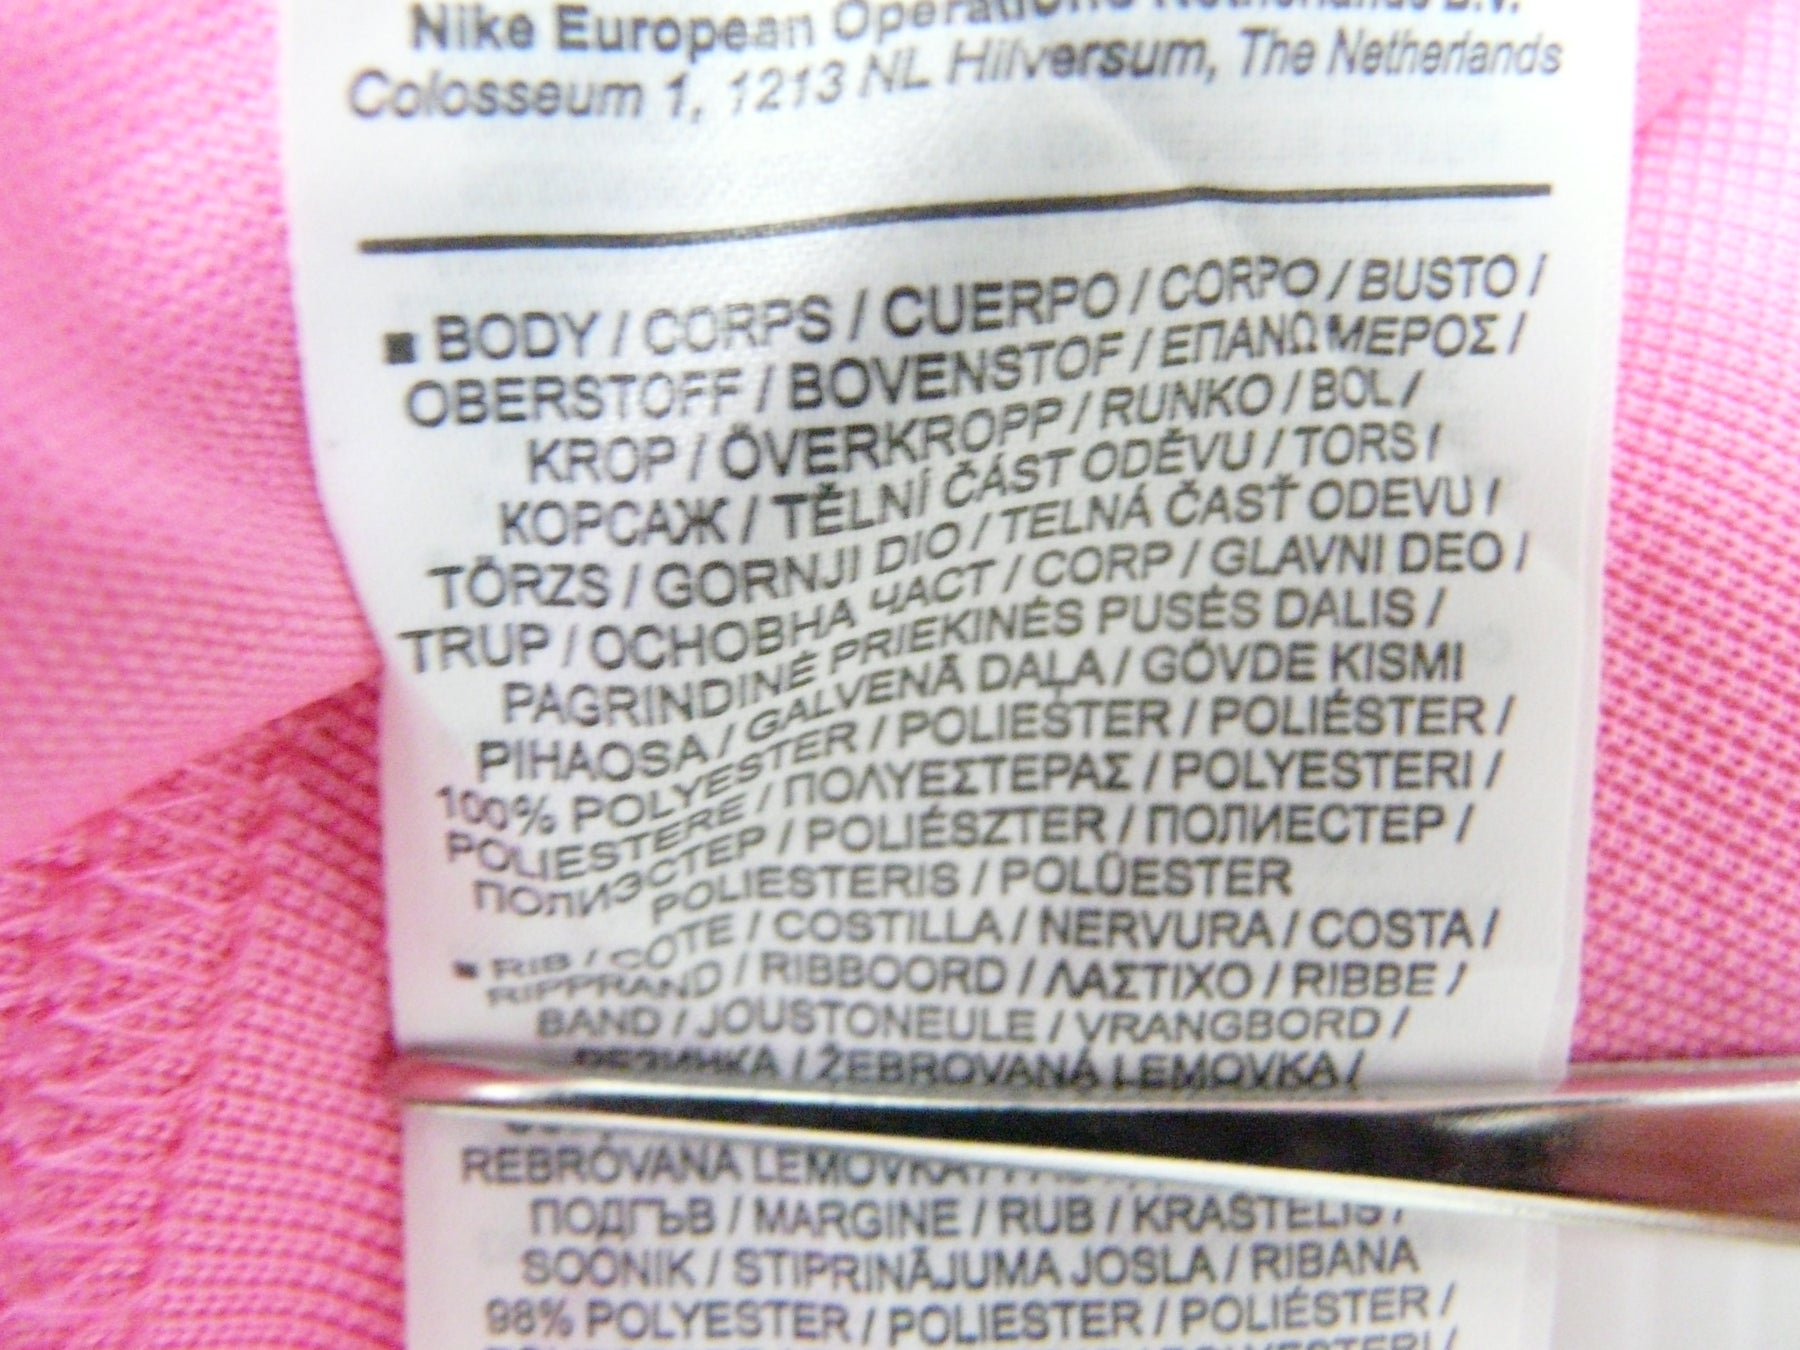 Nike European Operations Netherlands B.V.
Colosseum 1, 1213 NL Hilversum, The Netherlands
■ BODY / CORPS / CUERPO / CORPO / BUSTO /
OBERSTOFF / BOVENSTOF / ΕΠΑΝΩ ΜΕΡΟΣ /
KROP / ÖVERKROPP / RUNKO / BOL /
КОРСАЖ / TĚLNÍ ČÁST ODĚVU / TORS /
TÖRZS / GORNJI DIO / TELNÁ ČASŤ ODEVU /
TRUP / ОСНОВНА ЧАСТ / CORP / GLAVNI DEO /
PAGRINDINĖ PRIEKINĖS PUSĖS DALIS /
PIHAOSA / GALVENĀ DAĻA / GÖVDE KISMI
100% POLYESTER / POLIESTER / POLIÉSTER /
POLIESTERE / ΠΟΛΥΕΣΤΕΡΑΣ / POLYESTERI /
ПОЛИЭСТЕР / POLIÉSZTER / ПОЛИЕСТЕР /
POLIESTERIS / POLÜESTER
■ RIB / COTE / COSTILLA / NERVURA / COSTA /
RIPPRAND / RIBBOORD / ΛΑΣΤΙΧΟ / RIBBE /
BAND / JOUSTONEULE / VRANGBORD /
РЕЗИНКА / ŽEBROVANÁ LEMOVKA /
REBROVANÁ LEMOVKA /
ПОДГЪВ / MARGINE / RUB / KRAŠTELIS /
SOONIK / STIPRINĀJUMA JOSLA / RIBANA
98% POLYESTER / POLIESTER / POLIÉSTER /